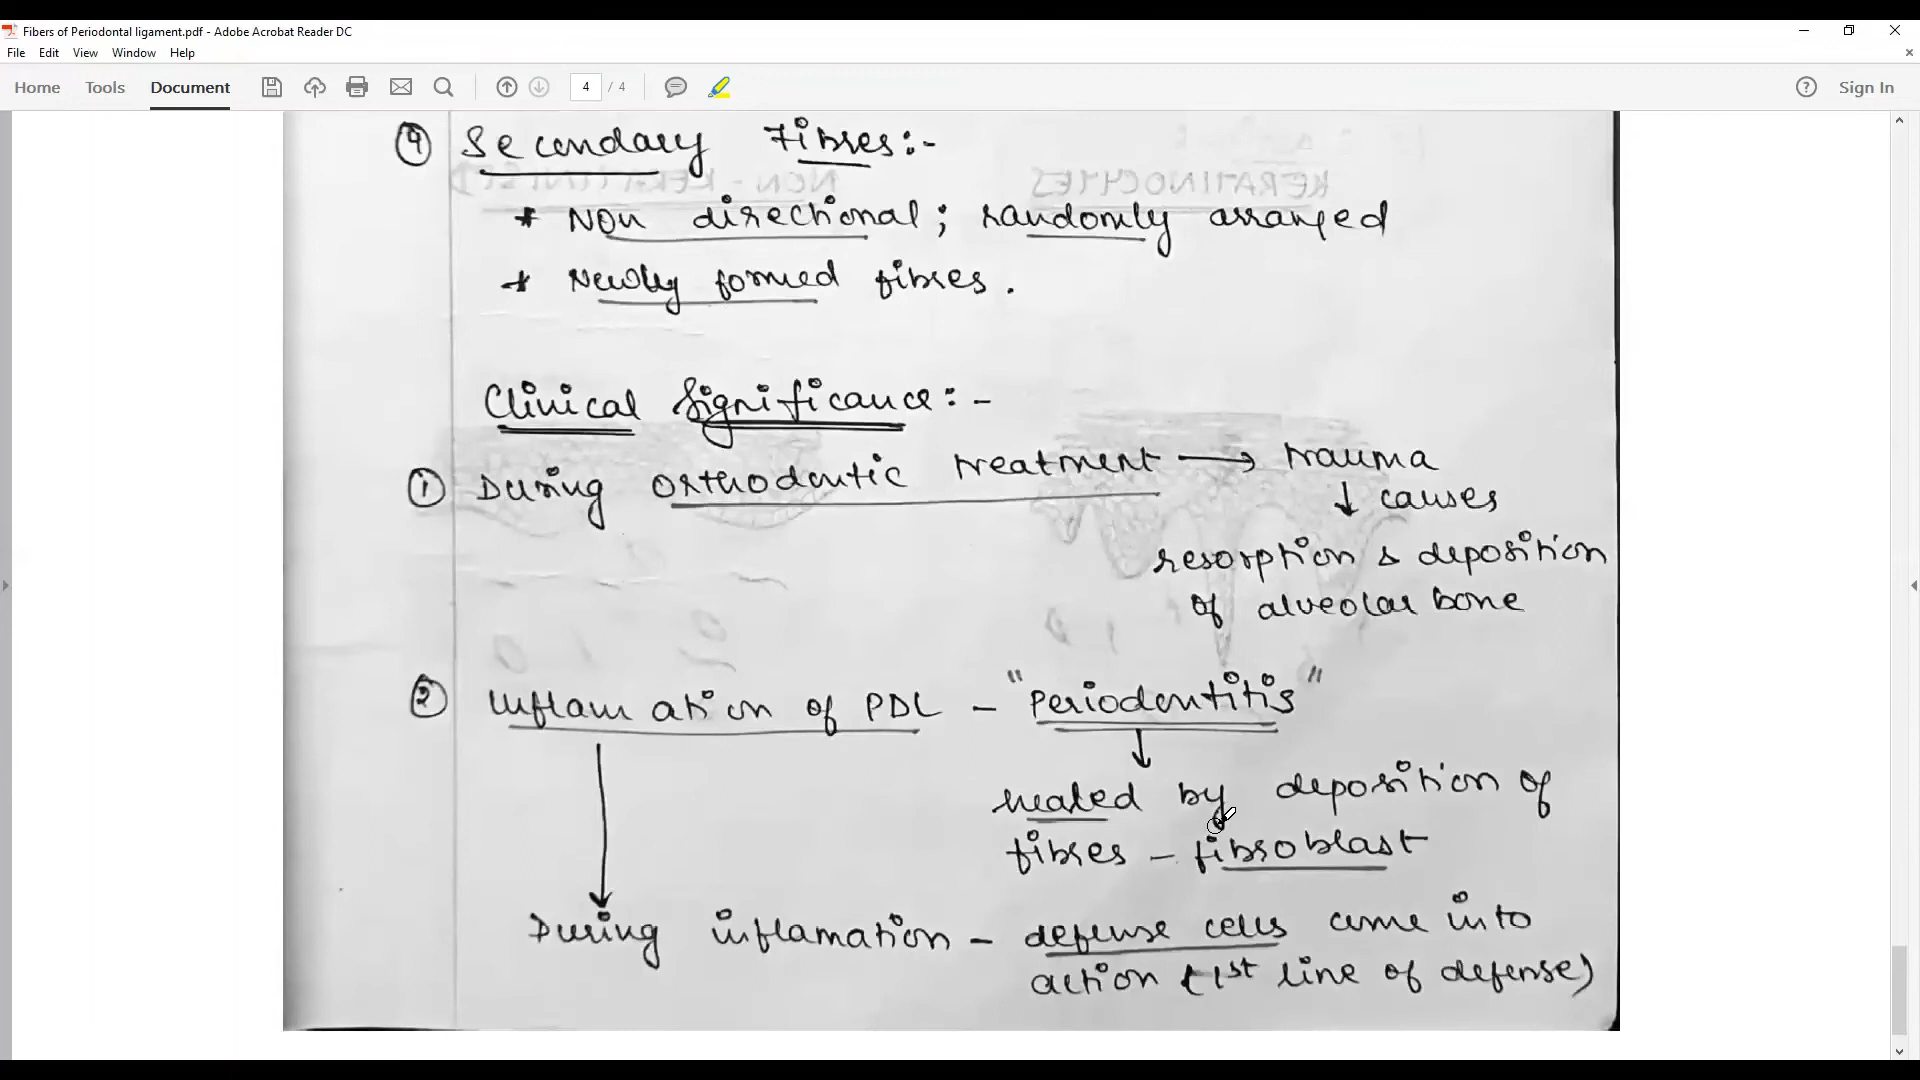 Fibers of Periodontal ligament.pdf - Adobe Acrobat Reader DC
File Edit View Window Help
Home Tools Document 4 / 4 Sign In
④ Secondary Fibres:-
* Non directional; randomly arranged
* Newly formed fibres.
Clinical Significance:-
① During orthodontic treatment → trauma
↓ causes
resorption & deposition
of alveolar bone
② Inflamation of PDL - "Periodentitis"
↓
healed by deposition of
fibres - fibroblast
↓
During inflamation - defense cells come into
action (1st line of defense)